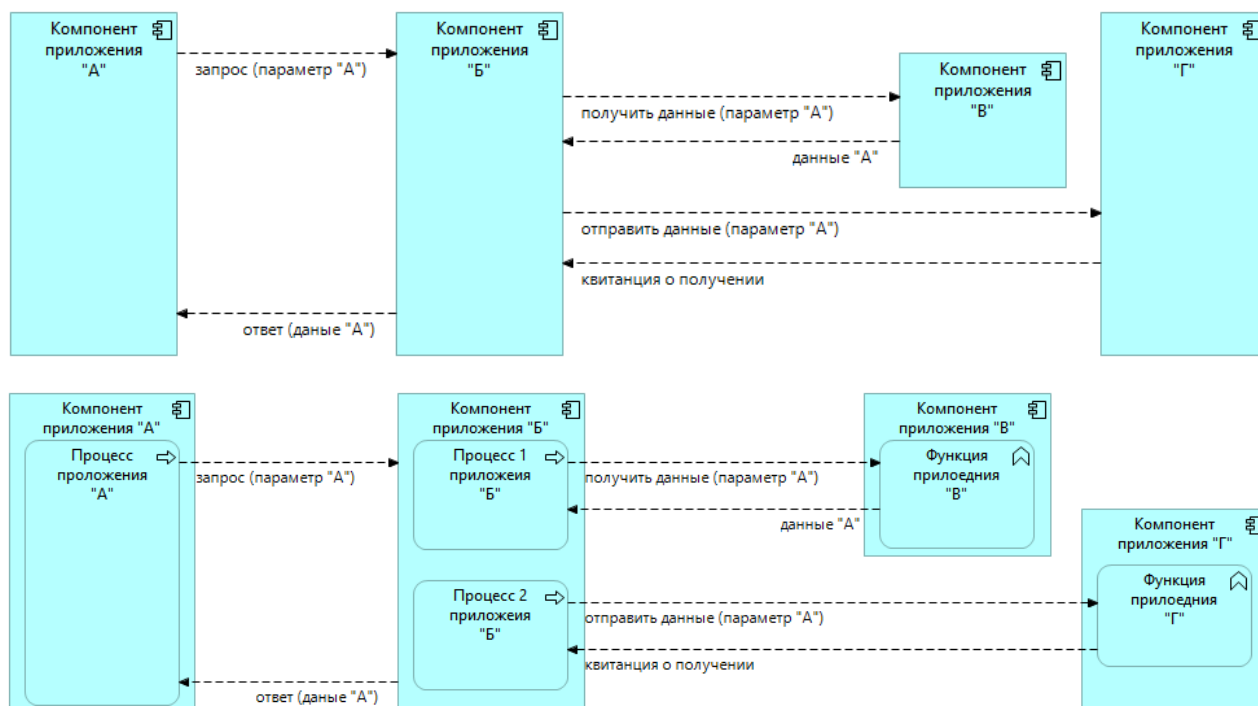 Компонент
приложения
"А"
запрос (параметр "А")
Компонент
приложения
"Б"
получить данные (параметр "А")
Компонент
приложения
"В"
данные "А"
Компонент
приложения
"Г"
отправить данные (параметр "А")
квитанция о получении
ответ (даные "А")
Компонент
приложения "А"
Процесс
проложения
"А"
запрос (параметр "А")
Компонент
приложения "Б"
Процесс 1
приложеия
"Б"
получить данные (параметр "А")
Компонент
приложения "В"
Функция
прилоедния
"В"
данные "А"
Процесс 2
приложеия
"Б"
отправить данные (параметр "А")
Компонент
приложения "Г"
Функция
прилоедния
"Г"
квитанция о получении
ответ (даные "А")